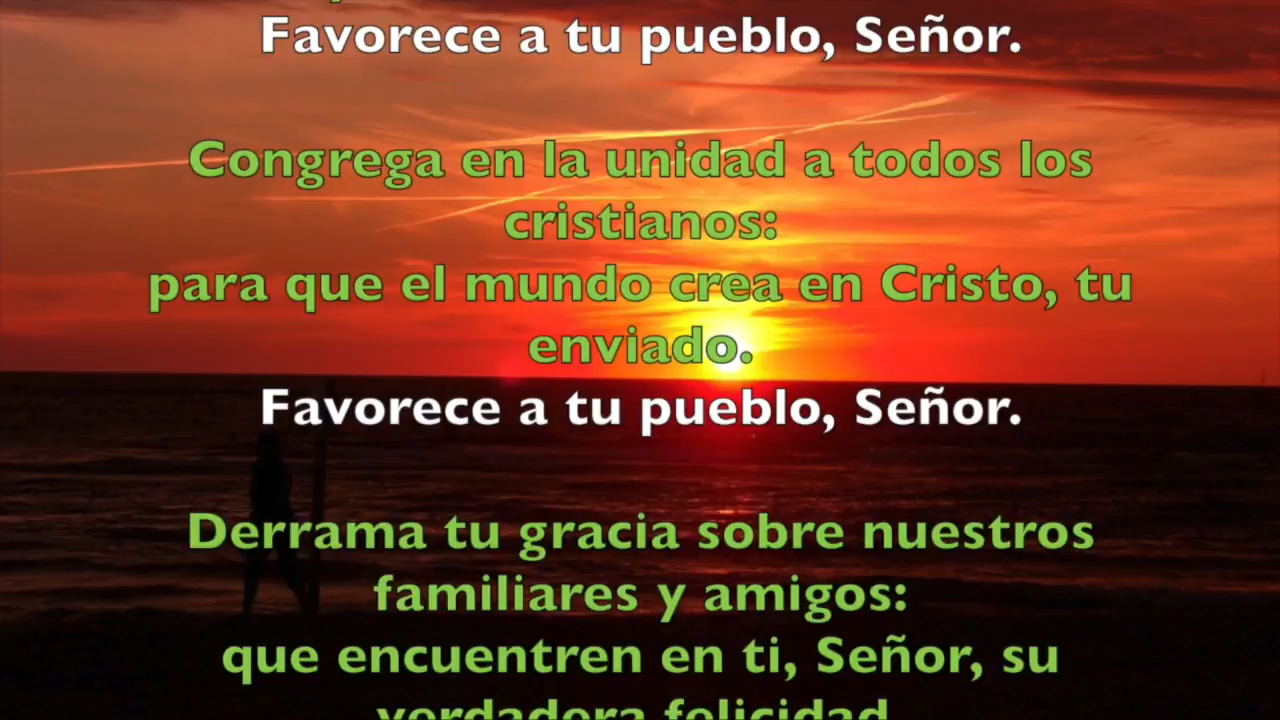 Favorece a tu pueblo, Señor.
Congrega en la unidad a todos los
cristianos:
para que el mundo crea en Cristo, tu
enviado.
Favorece a tu pueblo, Señor.
Derrama tu gracia sobre nuestros
familiares y amigos:
que encuentren en ti, Señor, su
verdadera felicidad.